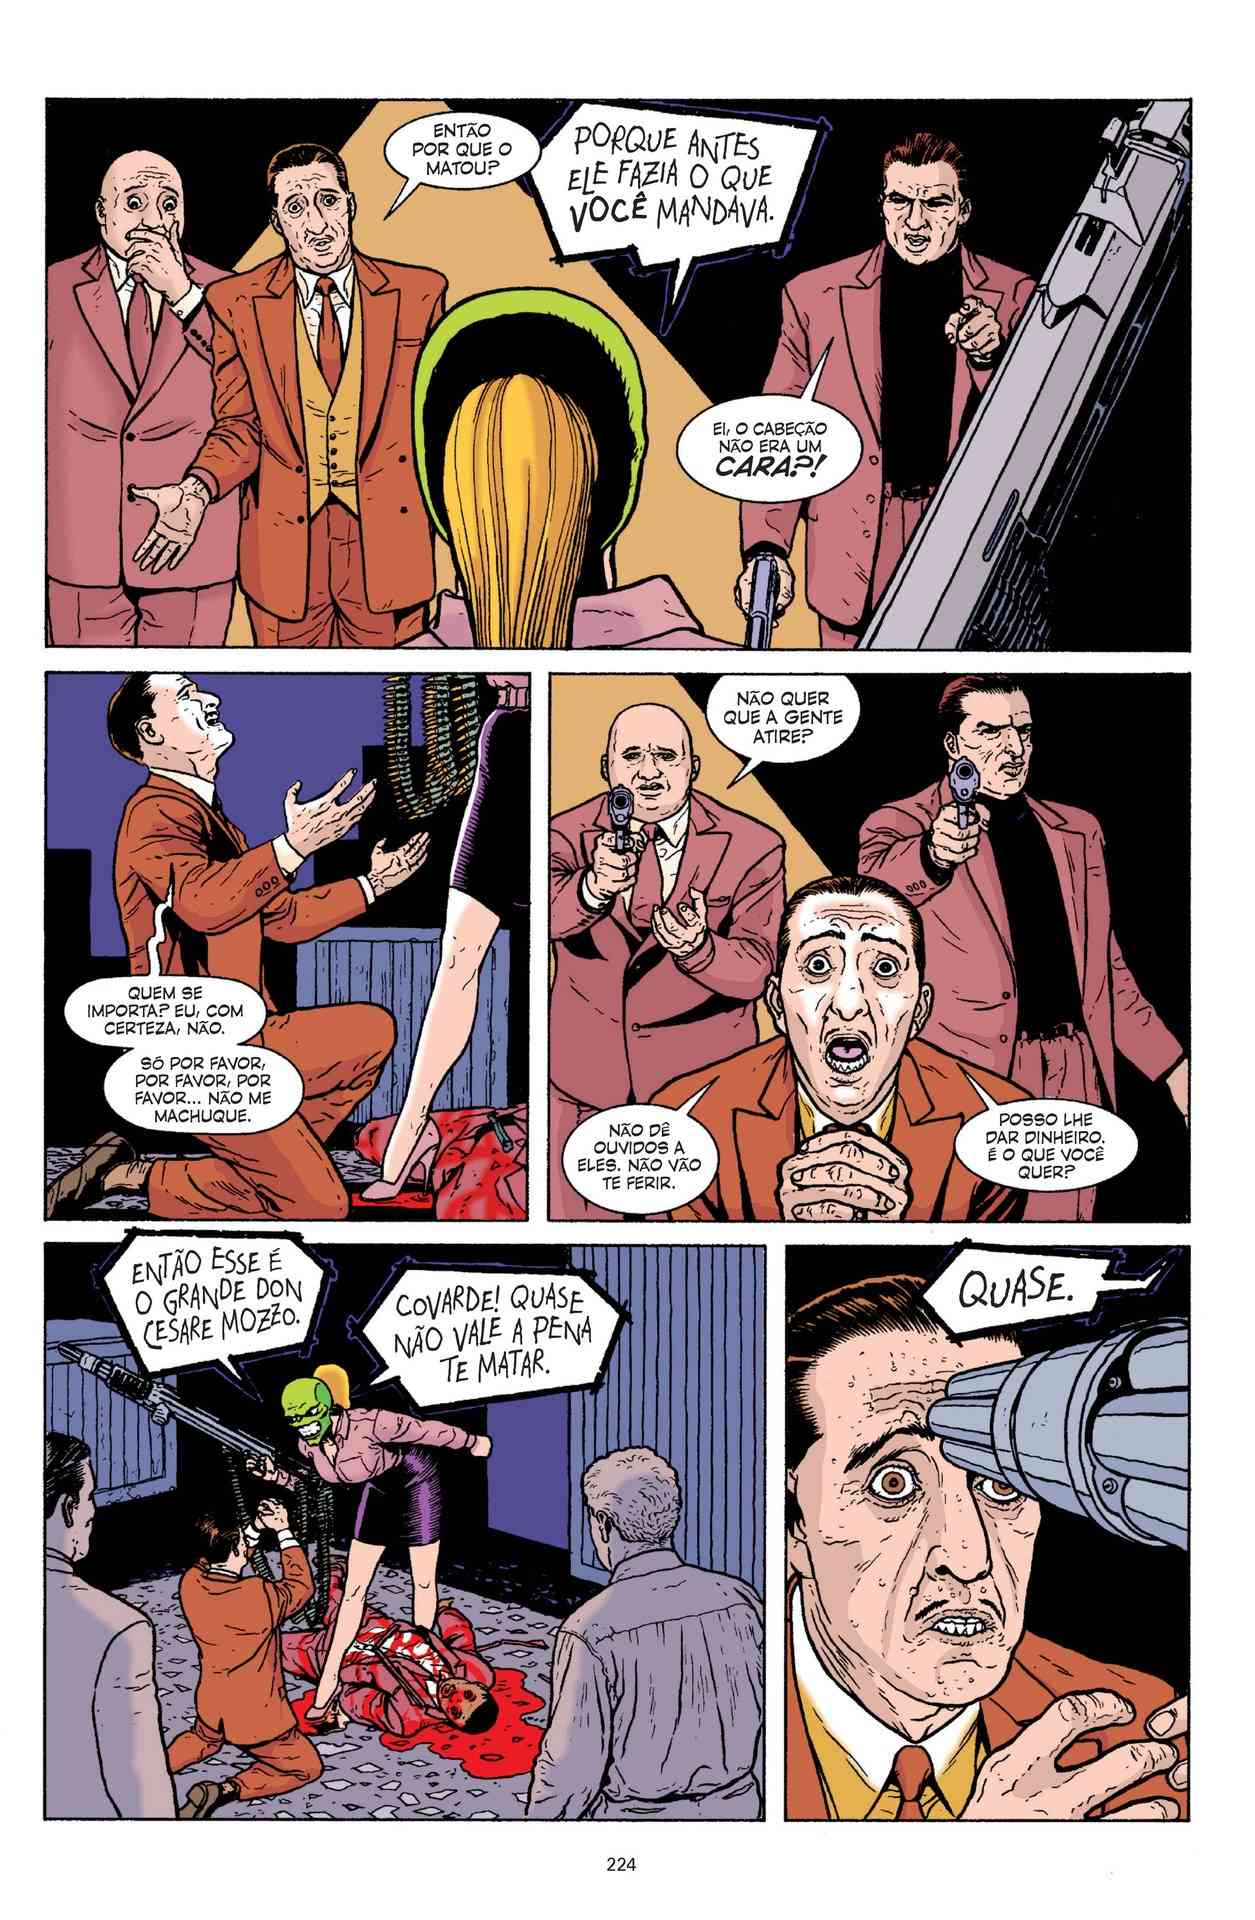 ENTÃO
POR QUE O
MATOU?
PORQUE ANTES
ELE FAZIA O QUE
VOCÊ MANDAVA.
EI, O CABEÇÃO
NÃO ERA UM
CARA?!
QUEM SE
IMPORTA? EU, COM
CERTEZA, NÃO.
SÓ POR FAVOR,
POR FAVOR, POR
FAVOR... NÃO ME
MACHUQUE.
NÃO QUER
QUE A GENTE
ATIRE?
NÃO DÊ
OUVIDOS A
ELES. NÃO VÃO
TE FERIR.
POSSO LHE
DAR DINHEIRO.
É O QUE VOCÊ
QUER?
ENTÃO ESSE É
O GRANDE DON
CESARE MOZZO.
COVARDE! QUASE
NÃO VALE A PENA
TE MATAR.
QUASE.
224